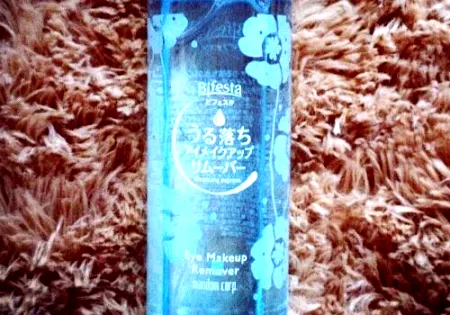 Bifesta
ビフェスタ
うる落ち
アイメイクアップ
リムーバー
Eye Makeup
Remover
mandom corp.